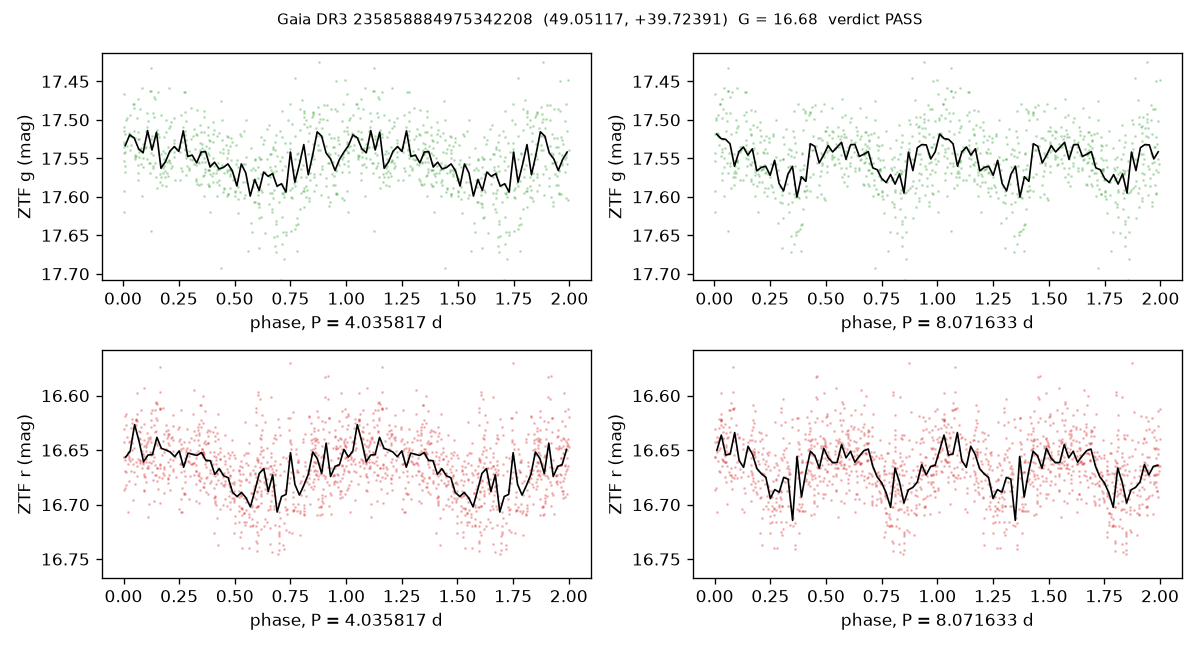 Gaia DR3 235858884975342208 (49.05117, +39.72391) G = 16.68 verdict PASS
ZTF g (mag)
17.45
17.50
17.55
17.60
17.65
17.70
0.00 0.25 0.50 0.75 1.00 1.25 1.50 1.75 2.00
phase, P = 4.035817 d
ZTF g (mag)
17.45
17.50
17.55
17.60
17.65
17.70
0.00 0.25 0.50 0.75 1.00 1.25 1.50 1.75 2.00
phase, P = 8.071633 d
ZTF r (mag)
16.60
16.65
16.70
16.75
0.00 0.25 0.50 0.75 1.00 1.25 1.50 1.75 2.00
phase, P = 4.035817 d
ZTF r (mag)
16.60
16.65
16.70
16.75
0.00 0.25 0.50 0.75 1.00 1.25 1.50 1.75 2.00
phase, P = 8.071633 d